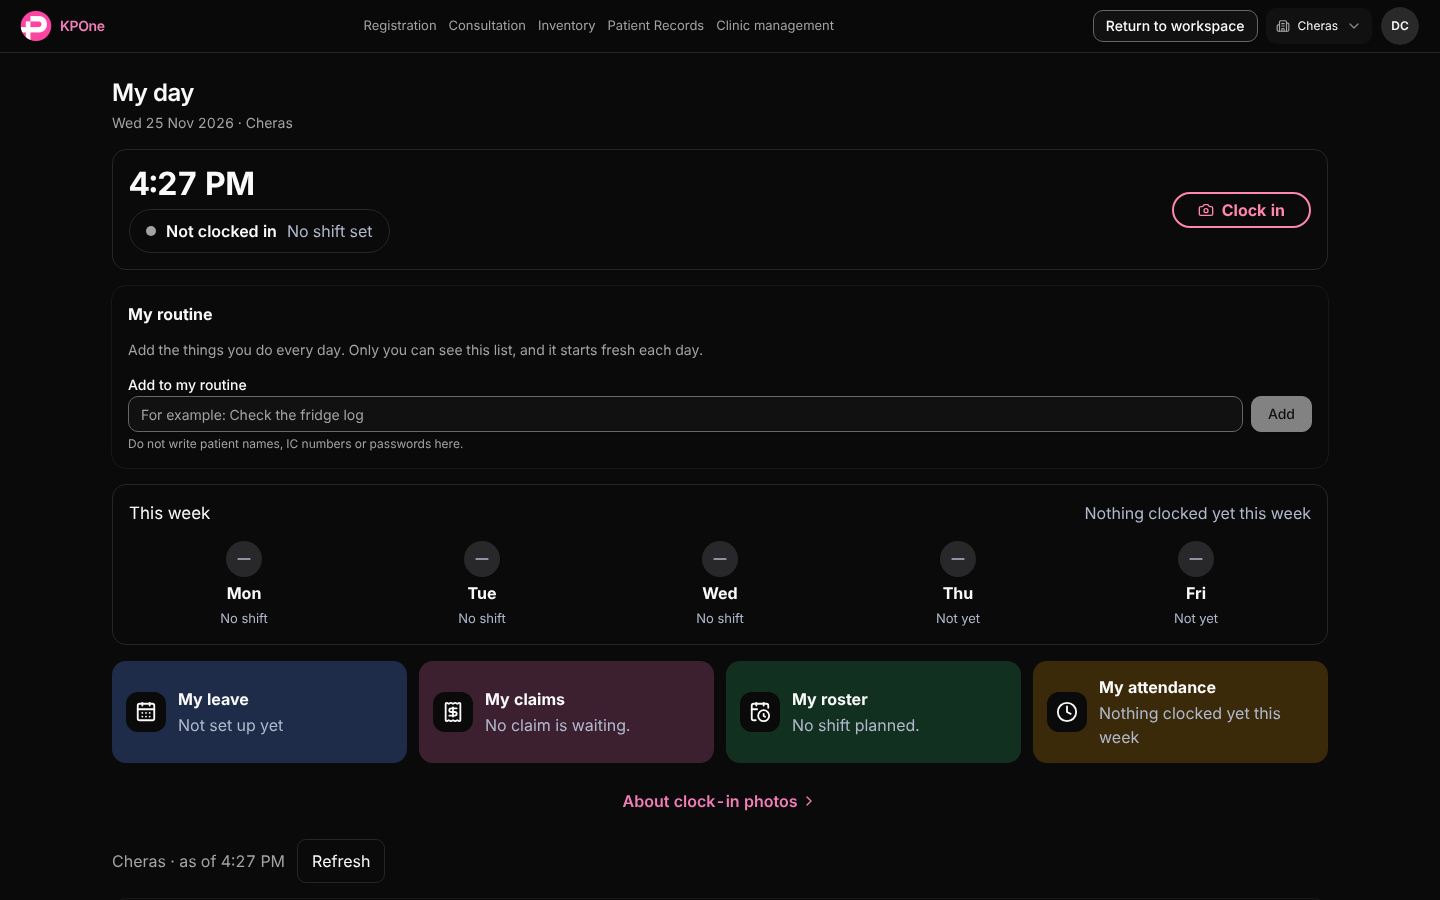 KPOne
Registration Consultation Inventory Patient Records Clinic management
Return to workspace
Cheras
DC
My day
Wed 25 Nov 2026 · Cheras
4:27 PM
Not clocked in No shift set
Clock in
My routine
Add the things you do every day. Only you can see this list, and it starts fresh each day.
Add to my routine
For example: Check the fridge log
Add
Do not write patient names, IC numbers or passwords here.
This week
Nothing clocked yet this week
Mon Tue Wed Thu Fri
No shift No shift No shift Not yet Not yet
My leave
Not set up yet
My claims
No claim is waiting.
My roster
No shift planned.
My attendance
Nothing clocked yet this
week
About clock-in photos
Cheras · as of 4:27 PM
Refresh